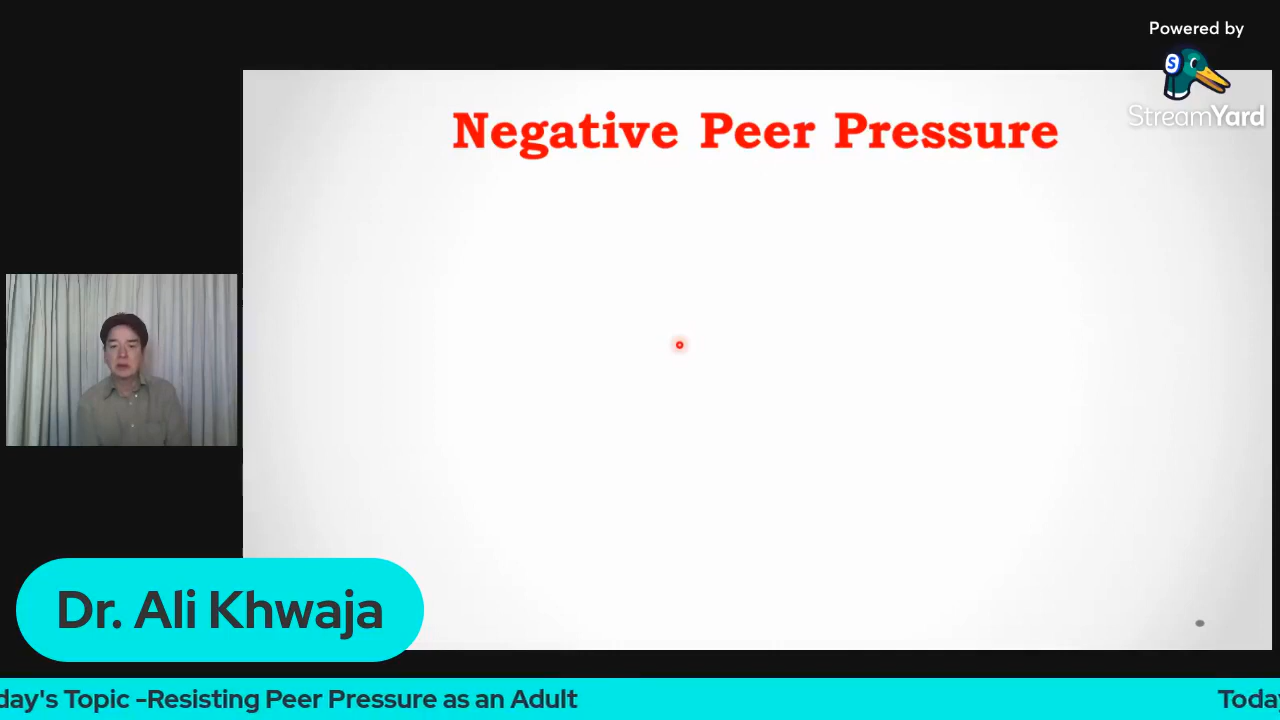 Powered by
S
StreamYard
Negative Peer Pressure
Dr. Ali Khwaja
day's Topic -Resisting Peer Pressure as an Adult
Today